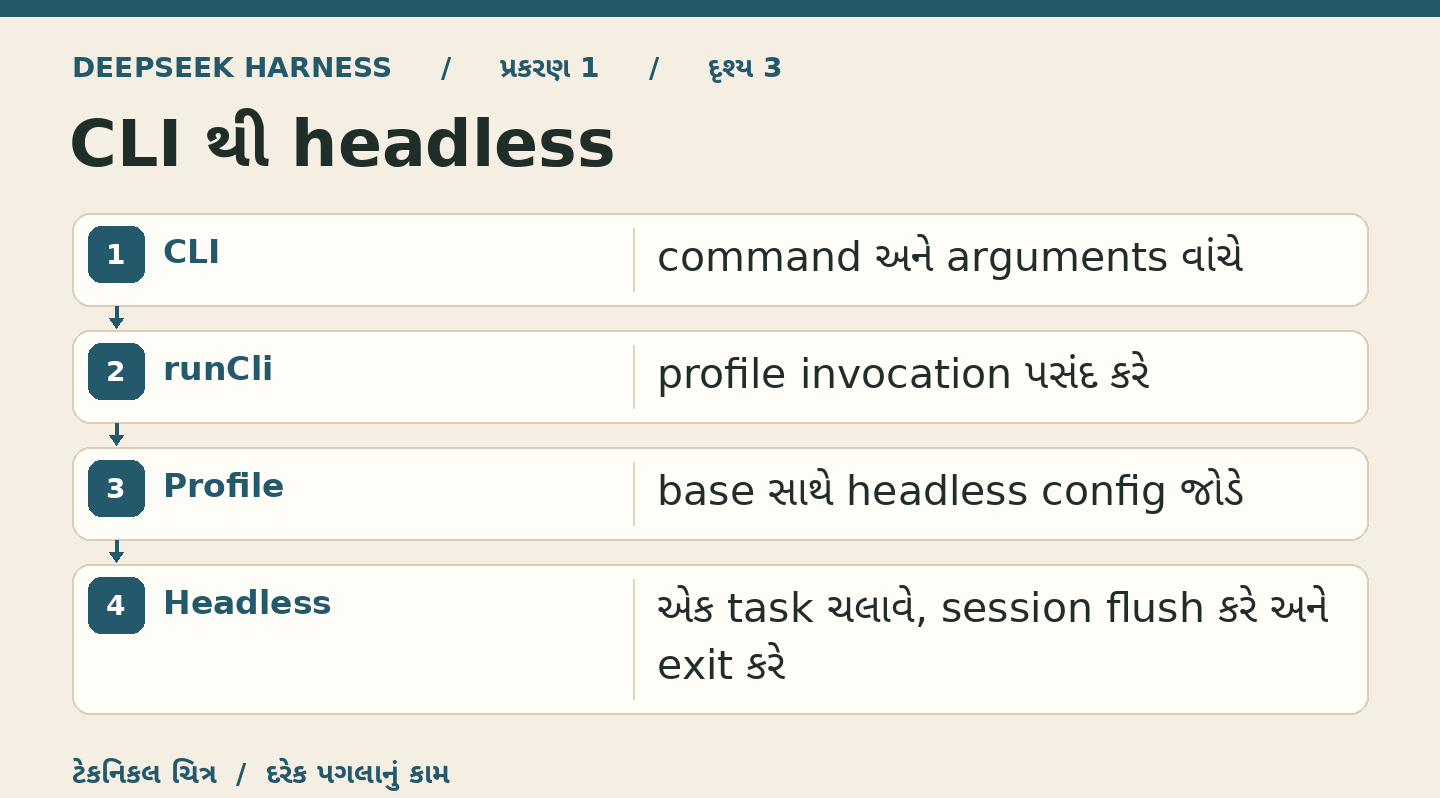 DEEPSEEK HARNESS / પ્રકરણ 1 / દૃશ્ય 3
CLI થી headless
1 CLI command અને arguments વાંચે
2 runCli profile invocation પસંદ કરે
3 Profile base સાથે headless config જોડે
4 Headless એક task ચલાવે, session flush કરે અને
exit કરે
ટેકનિકલ ચિત્ર / દરેક પગલાનું કામ